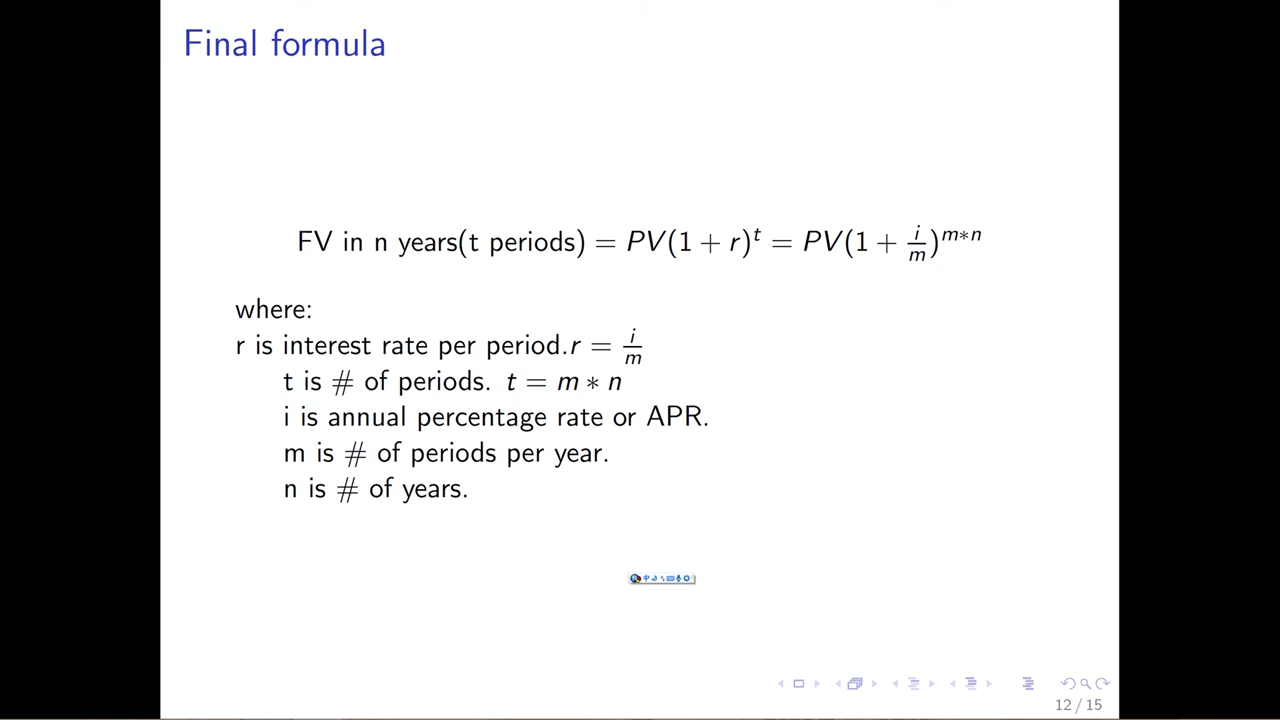 Final formula
FV in n years(t periods) = PV(1 + r)^t = PV(1 + i/m)^{m∗n}
where:
r is interest rate per period.r = i/m
t is # of periods. t = m ∗ n
i is annual percentage rate or APR.
m is # of periods per year.
n is # of years.
中
12 / 15